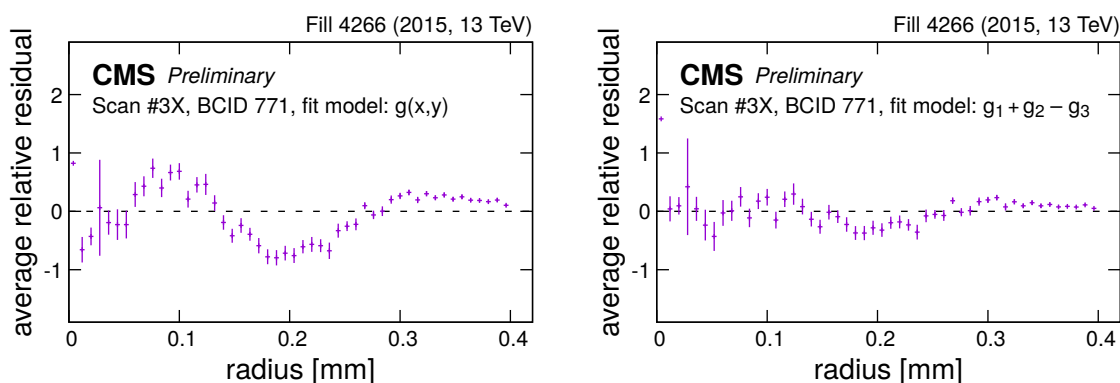 Fill 4266 (2015, 13 TeV)
CMS Preliminary
Scan #3X, BCID 771, fit model: g(x,y)
average relative residual
2
1
0
-1
0 0.1 0.2 0.3 0.4
radius [mm]
Fill 4266 (2015, 13 TeV)
CMS Preliminary
Scan #3X, BCID 771, fit model: g₁ + g₂ − g₃
average relative residual
2
1
0
-1
0 0.1 0.2 0.3 0.4
radius [mm]